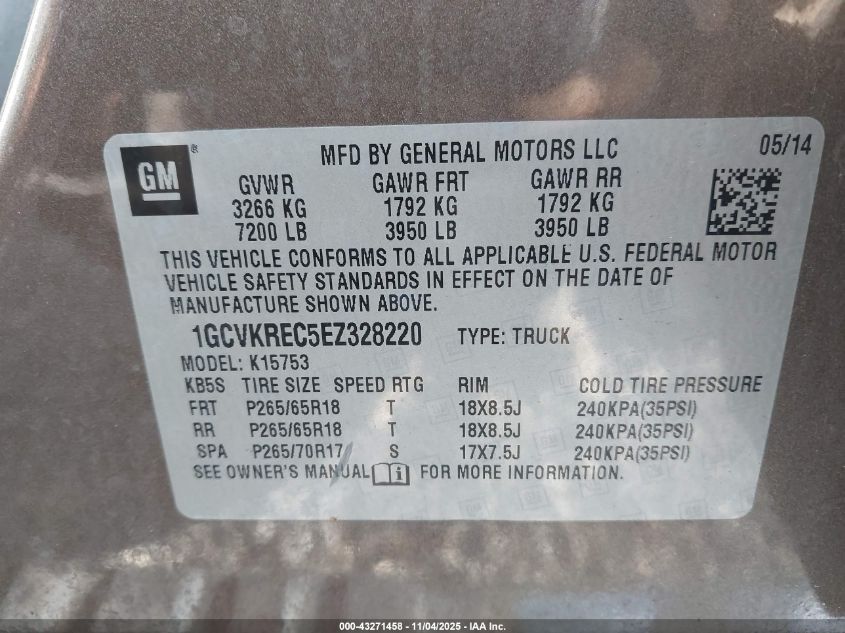 GM ®
MFD BY GENERAL MOTORS LLC 05/14
GVWR GAWR FRT GAWR RR
3266 KG 1792 KG 1792 KG
7200 LB 3950 LB 3950 LB
THIS VEHICLE CONFORMS TO ALL APPLICABLE U.S. FEDERAL MOTOR
VEHICLE SAFETY STANDARDS IN EFFECT ON THE DATE OF
MANUFACTURE SHOWN ABOVE.
1GCVKREC5EZ328220 TYPE: TRUCK
MODEL: K15753
KB5S TIRE SIZE SPEED RTG RIM COLD TIRE PRESSURE
FRT P265/65R18 T 18X8.5J 240KPA(35PSI)
RR P265/65R18 T 18X8.5J 240KPA(35PSI)
SPA P265/70R17 S 17X7.5J 240KPA(35PSI)
SEE OWNER'S MANUAL FOR MORE INFORMATION.
000-43271458 - 11/04/2025 - IAA Inc.